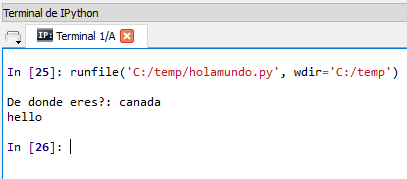 Terminal de IPython
IP: Terminal 1/A
In [25]: runfile('C:/temp/holamundo.py', wdir='C:/temp')
De donde eres?: canada
hello
In [26]: